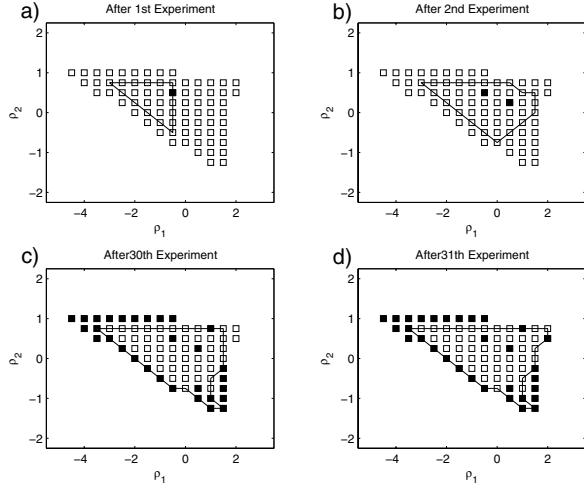 a)
After 1st Experiment
2
1
0
−1
−2
ρ2
−4
−2
0
2
ρ1
b)
After 2nd Experiment
2
1
0
−1
−2
ρ2
−4
−2
0
2
ρ1
c)
After30th Experiment
2
1
0
−1
−2
ρ2
−4
−2
0
2
ρ1
d)
After31th Experiment
2
1
0
−1
−2
ρ2
−4
−2
0
2
ρ1